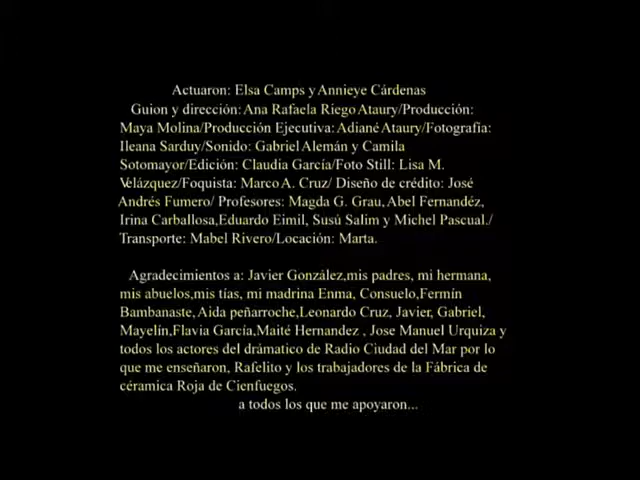 Actuaron: Elsa Camps y Annieye Cárdenas
Guion y dirección: Ana Rafaela Riego Ataury/Producción:
Maya Molina/Producción Ejecutiva: Adiané Ataury/Fotografía:
Ileana Sarduy/Sonido: Gabriel Alemán y Camila
Sotomayor/Edición: Claudia García/Foto Still: Lisa M.
Velázquez/Foquista: Marco A. Cruz/ Diseño de crédito: José
Andrés Fumero/ Profesores: Magda G. Grau, Abel Fernandéz,
Irina Carballosa,Eduardo Eimil, Susú Salim y Michel Pascual./
Transporte: Mabel Rivero/Locación: Marta.
Agradecimientos a: Javier González,mis padres, mi hermana,
mis abuelos,mis tías, mi madrina Enma, Consuelo,Fermín
Bambanaste, Aida peñarroche,Leonardo Cruz, Javier, Gabriel,
Mayelín,Flavia García,Maité Hernandez , Jose Manuel Urquiza y
todos los actores del drámatico de Radio Ciudad del Mar por lo
que me enseñaron, Rafelito y los trabajadores de la Fábrica de
céramica Roja de Cienfuegos.
a todos los que me apoyaron...